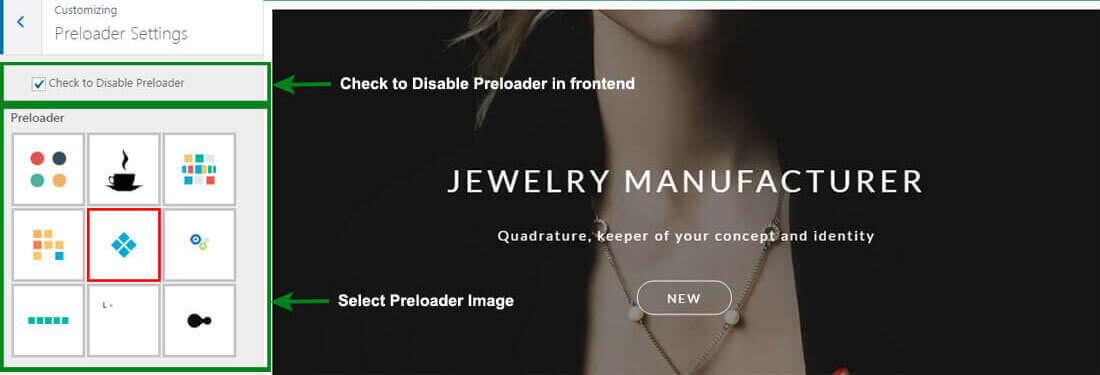 Customizing
Preloader Settings
Check to Disable Preloader
Check to Disable Preloader in frontend
Preloader
JEWELRY MANUFACTURER
Quadrature, keeper of your concept and identity
NEW
Select Preloader Image
L